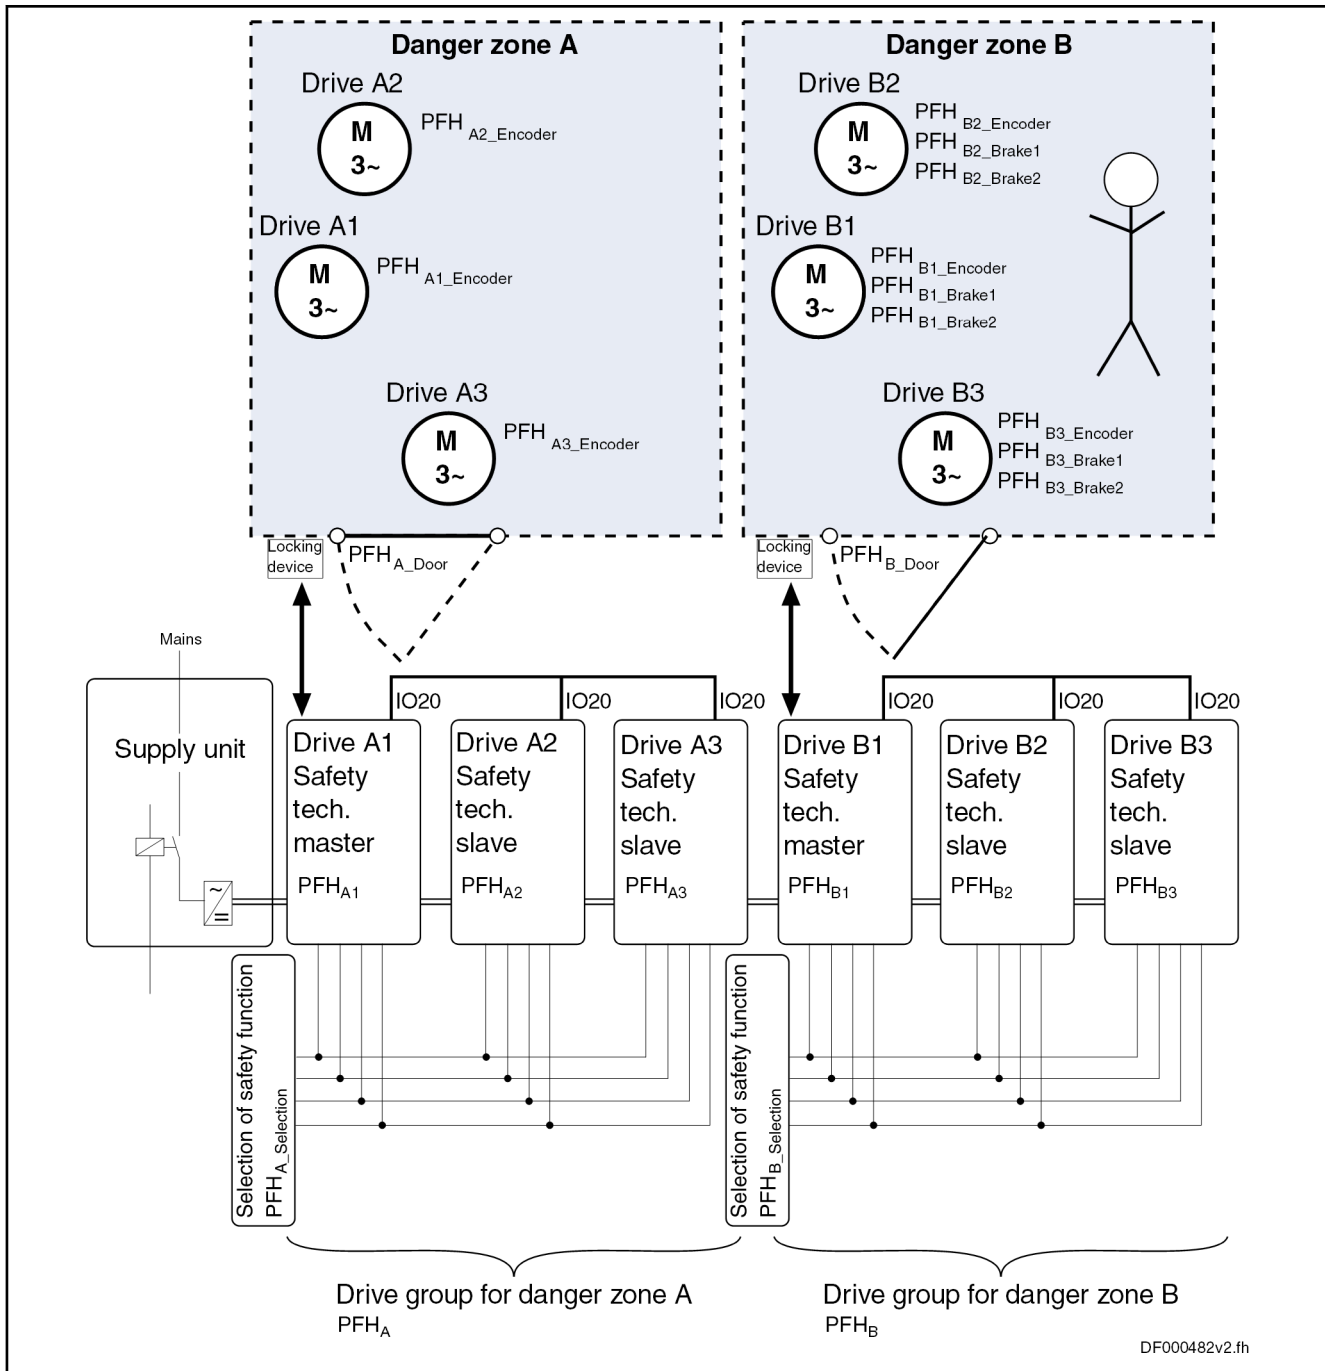 Danger zone A
Drive A2
M
3~
PFH A2_Encoder
Drive A1
M
3~
PFH A1_Encoder
Drive A3
M
3~
PFH A3_Encoder
Locking
device
PFH A_Door
Danger zone B
Drive B2
M
3~
PFH B2_Encoder
PFH B2_Brake1
PFH B2_Brake2
Drive B1
M
3~
PFH B1_Encoder
PFH B1_Brake1
PFH B1_Brake2
Drive B3
M
3~
PFH B3_Encoder
PFH B3_Brake1
PFH B3_Brake2
Locking
device
PFH B_Door
Mains
Supply unit
~
=
IO20
IO20
IO20
IO20
IO20
IO20
Drive A1
Safety
tech.
master
PFHA1
Drive A2
Safety
tech.
slave
PFHA2
Drive A3
Safety
tech.
slave
PFHA3
Drive B1
Safety
tech.
master
PFHB1
Drive B2
Safety
tech.
slave
PFHB2
Drive B3
Safety
tech.
slave
PFHB3
Selection of safety function
PFHA_Selection
Selection of safety function
PFHB_Selection
Drive group for danger zone A
PFHA
Drive group for danger zone B
PFHB
DF000482v2.fh